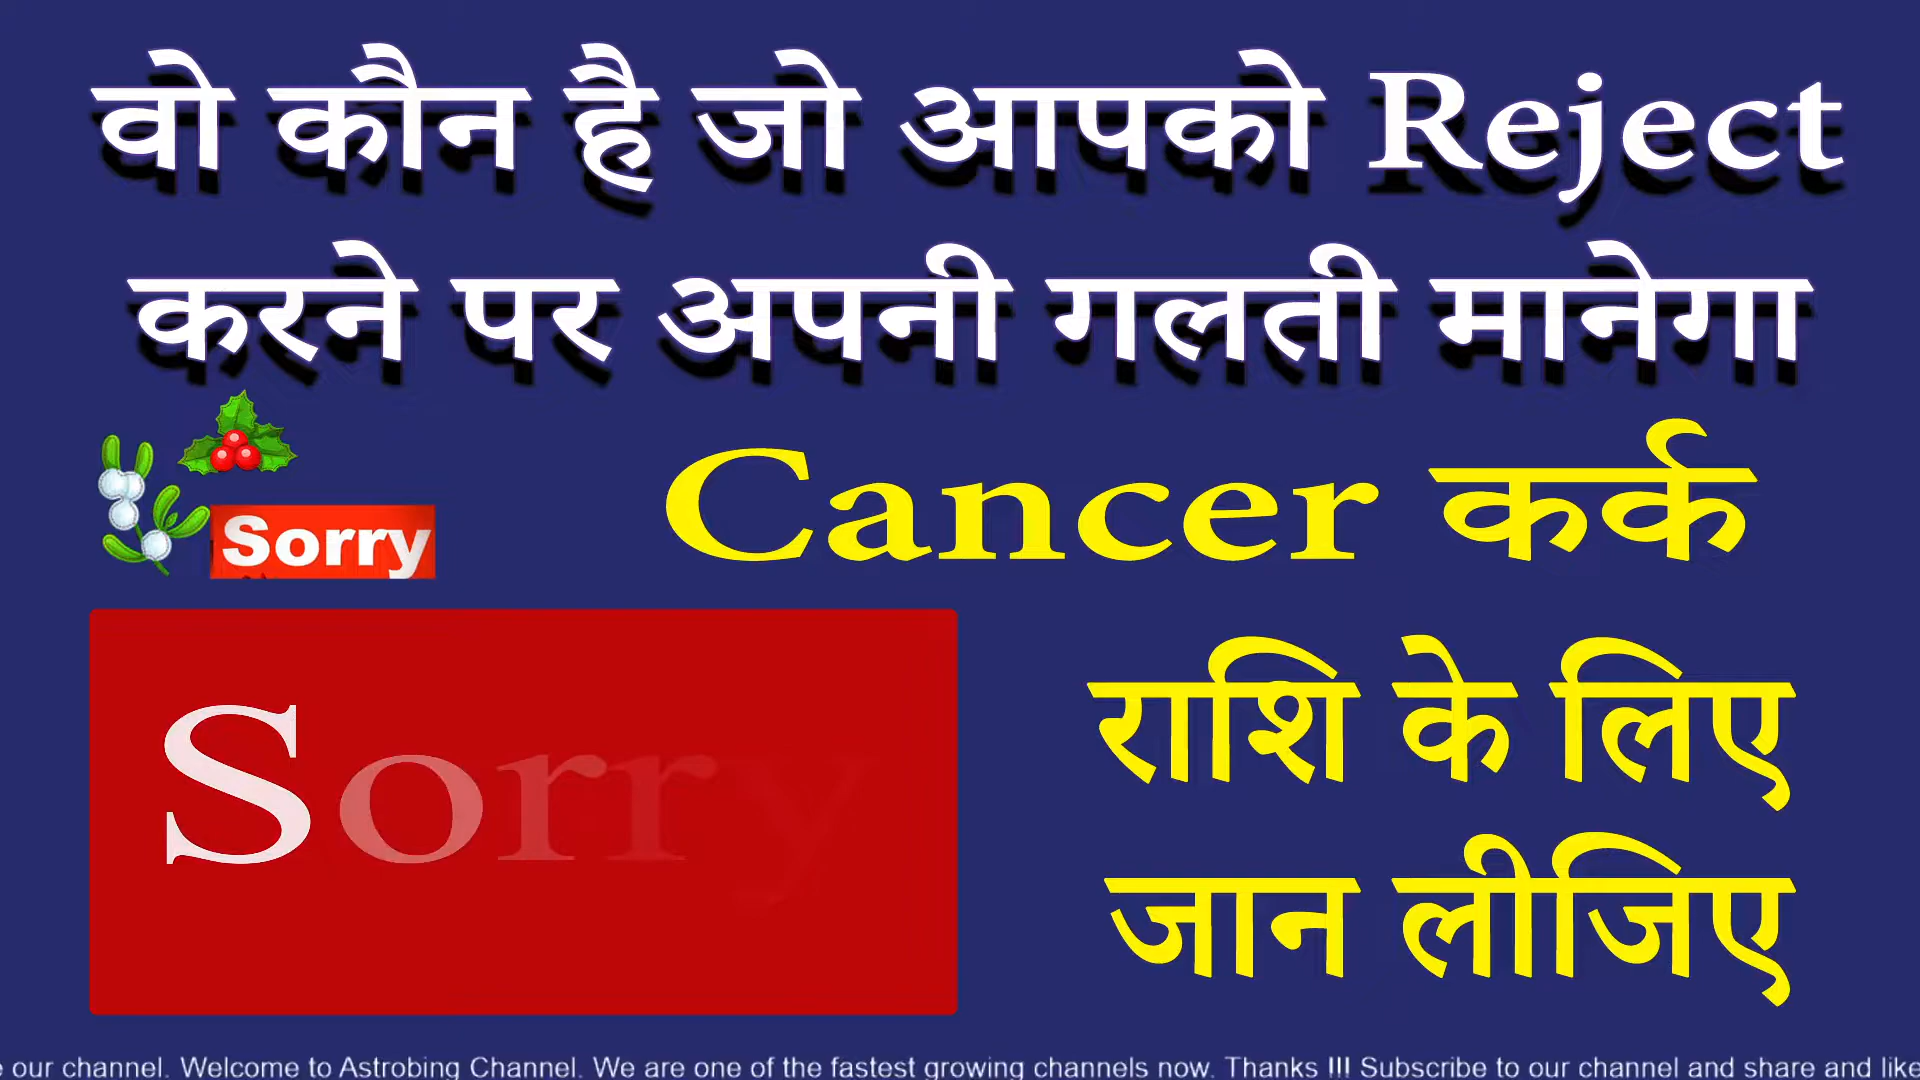 वो कौन है जो आपको Reject
करने पर अपनी गलती मानेगा
Sorry
Cancer कर्क
Sorry
राशि के लिए
जान लीजिए
our channel. Welcome to Astrobing Channel. We are one of the fastest growing channels now. Thanks !!! Subscribe to our channel and share and like